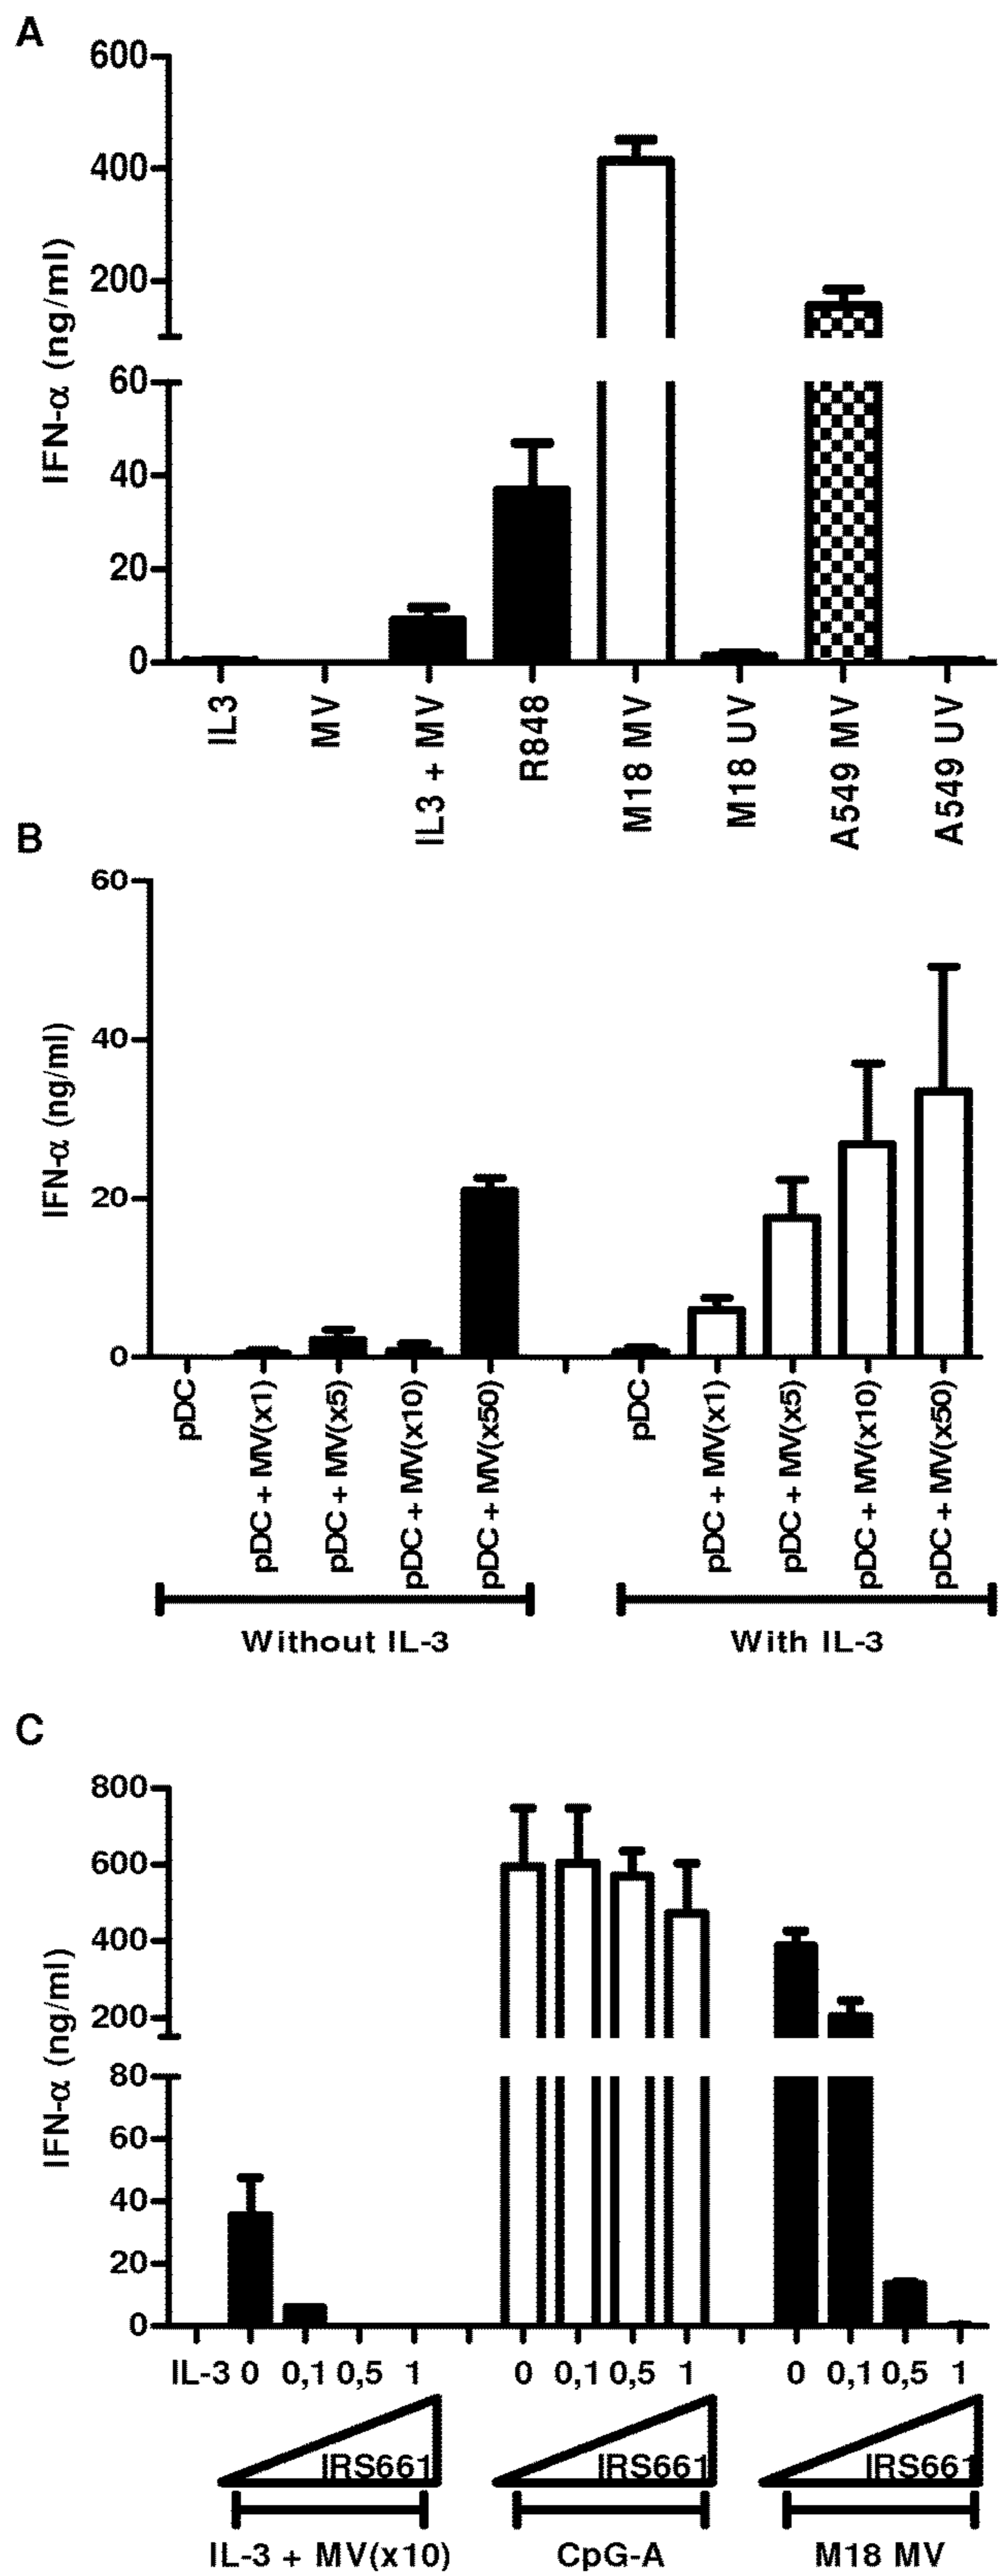 A
600
400
200
60
40
20
0
IFN-α (ng/ml)
IL3
MV
IL3 + MV
R848
M18 MV
M18 UV
A549 MV
A549 UV
B
60
40
20
0
IFN-α (ng/ml)
pDC
pDC + MV(x1)
pDC + MV(x5)
pDC + MV(x10)
pDC + MV(x50)
pDC
pDC + MV(x1)
pDC + MV(x5)
pDC + MV(x10)
pDC + MV(x50)
Without IL-3
With IL-3
C
800
600
400
200
80
60
40
20
0
IFN-α (ng/ml)
IL-3 0 0,1 0,5 1 0 0,1 0,5 1 0 0,1 0,5 1
IRS661 IRS661 IRS661
IL-3 + MV(x10) CpG-A M18 MV